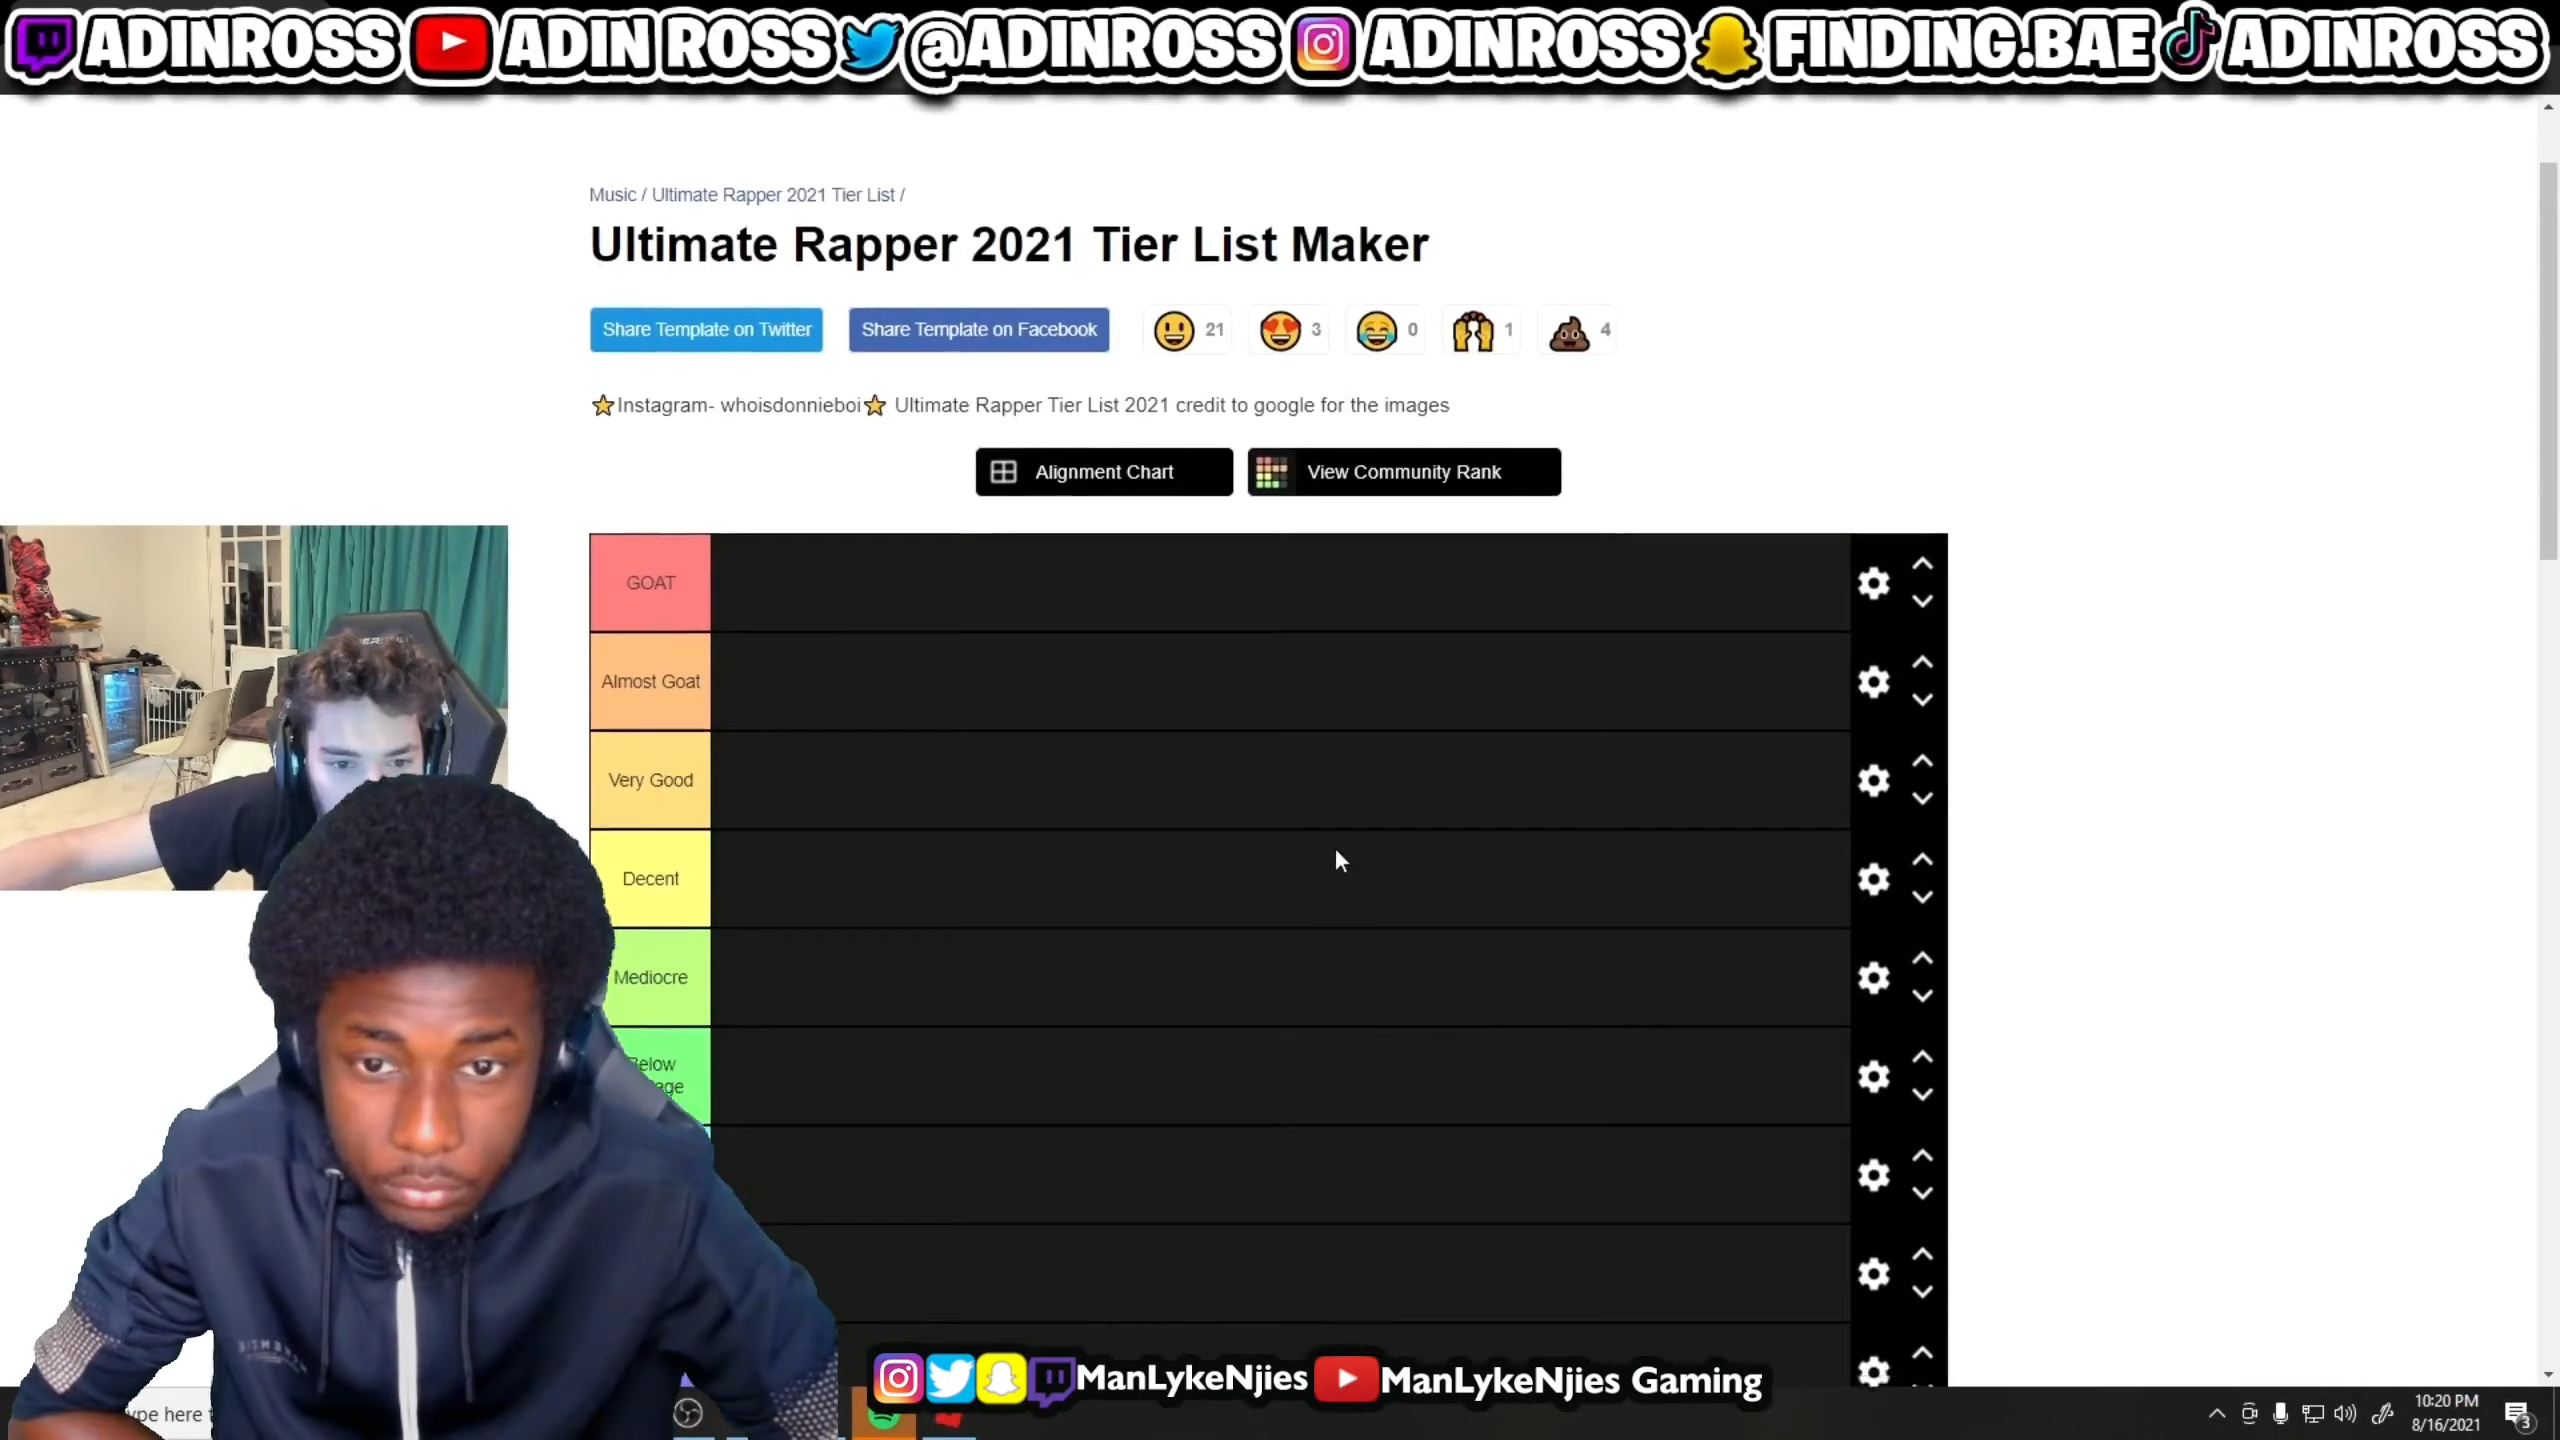 ADINROSS ADIN ROSS @ADINROSS ADINROSS FINDING.BAE ADINROSS
Music / Ultimate Rapper 2021 Tier List /
Ultimate Rapper 2021 Tier List Maker
Share Template on Twitter Share Template on Facebook 21 3 0 1 4
Instagram- whoisdonnieboi Ultimate Rapper Tier List 2021 credit to google for the images
Alignment Chart View Community Rank
GOAT
Almost Goat
Very Good
Decent
Mediocre
ManLykeNjies ManLykeNjies Gaming
here
10:20 PM
8/16/2021
3